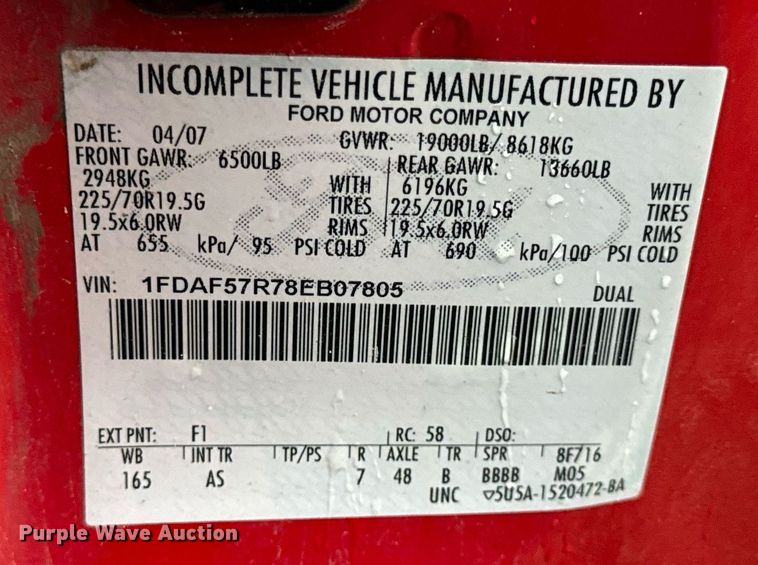 INCOMPLETE VEHICLE MANUFACTURED BY
FORD MOTOR COMPANY
DATE: 04/07 GVWR: 19000LB/ 8618KG
FRONT GAWR: 6500LB REAR GAWR: 13660LB
2948KG WITH 6196KG WITH
225/70R19.5G TIRES 225/70R19.5G TIRES
19.5x6.0RW RIMS 19.5x6.0RW RIMS
AT 655 kPa/ 95 PSI COLD AT 690 kPa/100 PSI COLD
VIN: 1FDAF57R78EB07805 DUAL
EXT PNT: F1 RC: 58 DSO:
WB INT TR TP/PS R AXLE TR SPR 8F716
165 AS 7 48 B BBBB M05
UNC ▽5U5A-1520472-BA
Purple Wave Auction